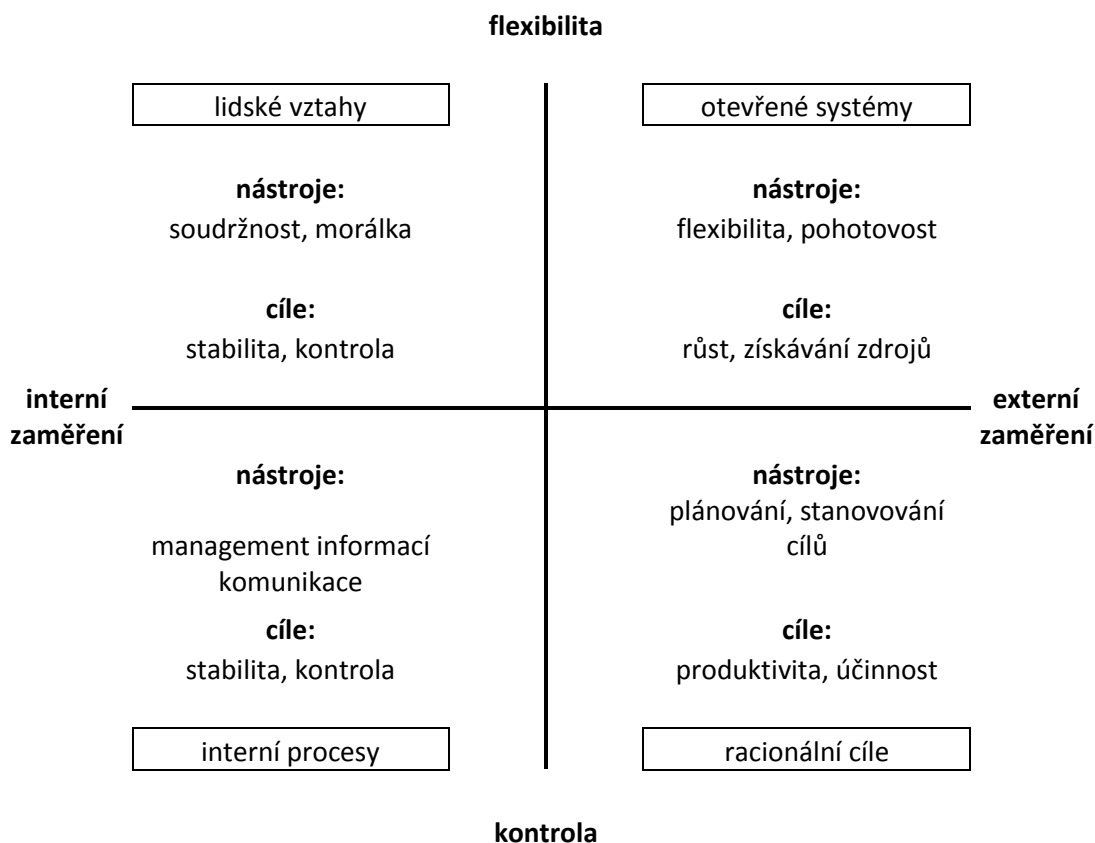 flexibilita
lidské vztahy
otevřené systémy
nástroje:
soudržnost, morálka
nástroje:
flexibilita, pohotovost
cíle:
stabilita, kontrola
cíle:
růst, získávání zdrojů
interní
zaměření
externí
zaměření
nástroje:
management informací
komunikace
nástroje:
plánování, stanovování
cílů
cíle:
stabilita, kontrola
cíle:
produktivita, účinnost
interní procesy
racionální cíle
kontrola